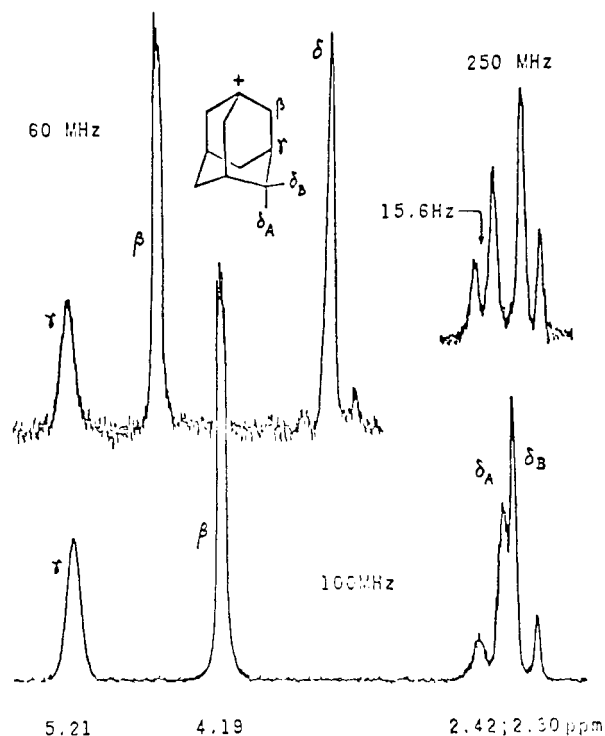 δ
250 MHz
+
β
60 MHz
γ
δB
15.6Hz
δA
β
γ
δA
δB
β
γ
100MHz
5.21
4.19
2.42;2.30 ppm